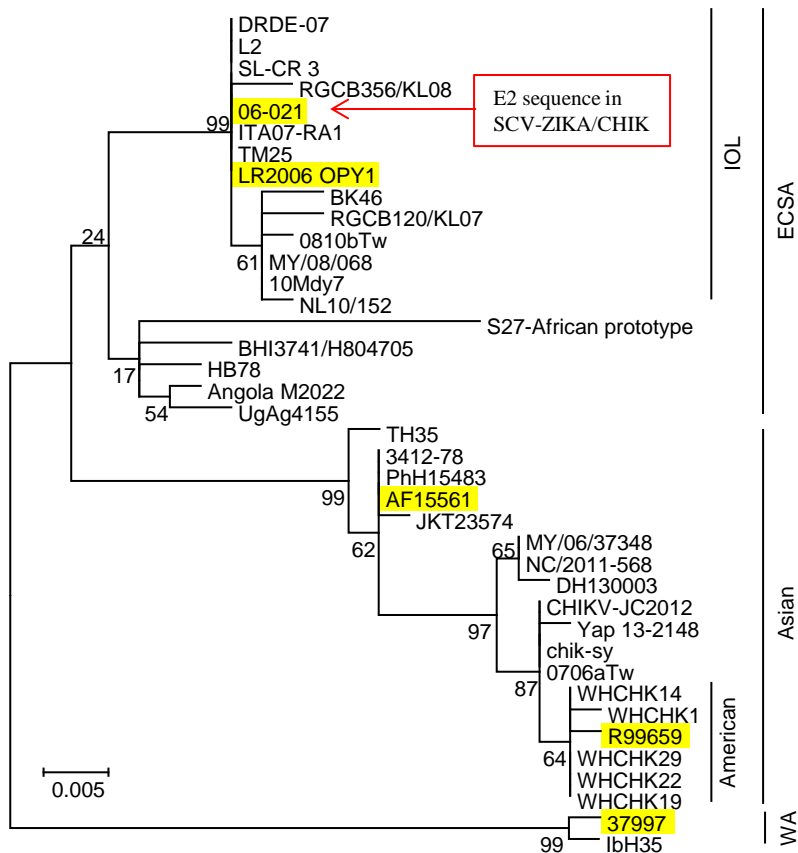 DRDE-07
L2
SL-CR 3
RGCB356/KL08
06-021
E2 sequence in
SCV-ZIKA/CHIK
99
ITA07-RA1
TM25
LR2006 OPY1
IOL
ECSA
BK46
RGCB120/KL07
24
0810bTw
61
MY/08/068
10Mdy7
NL10/152
S27-African prototype
BHI3741/H804705
17
HB78
Angola M2022
54
UgAg4155
TH35
3412-78
PhH15483
99
AF15561
JKT23574
62
MY/06/37348
65
NC/2011-568
DH130003
CHIKV-JC2012
97
Yap 13-2148
chik-sy
0706aTw
87
Asian
WHCHK14
WHCHK1
R99659
64
WHCHK29
WHCHK22
WHCHK19
American
0.005
37997
99
IbH35
WA